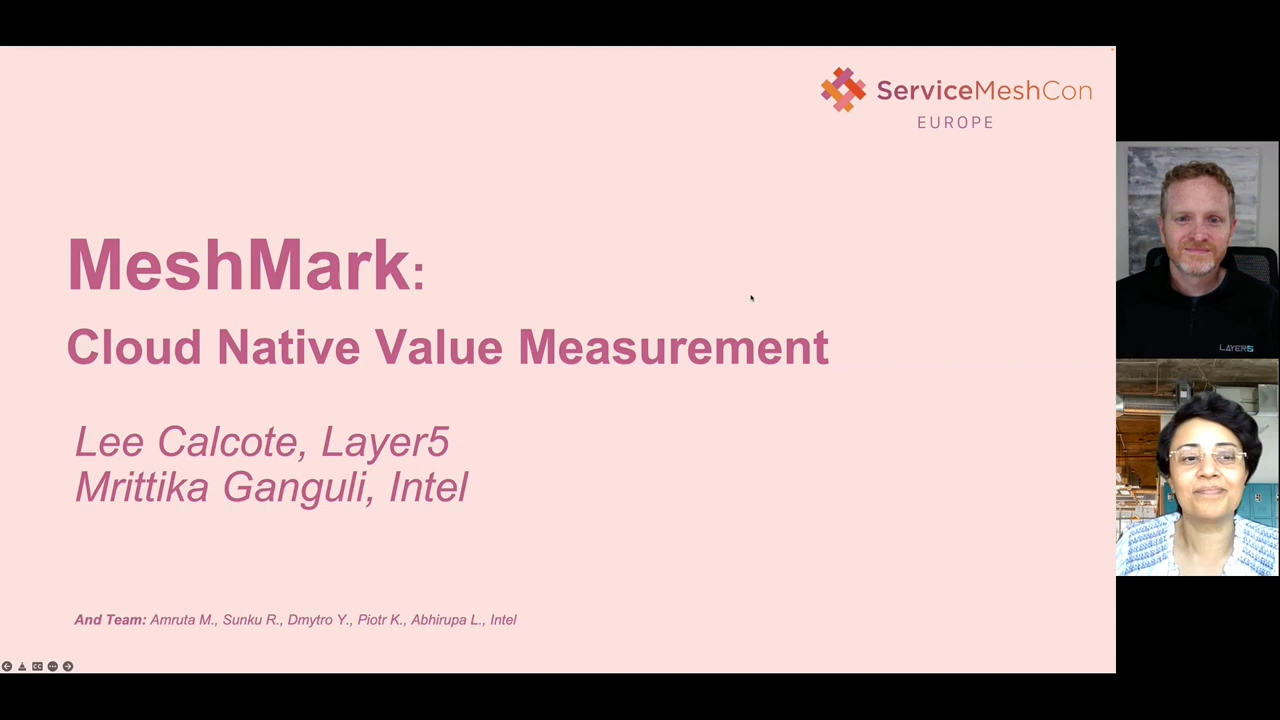 ServiceMeshCon
EUROPE
MeshMark:
Cloud Native Value Measurement
Lee Calcote, Layer5
Mrittika Ganguli, Intel
And Team: Amruta M., Sunku R., Dmytro Y., Piotr K., Abhirupa L., Intel
LAYER5
CC